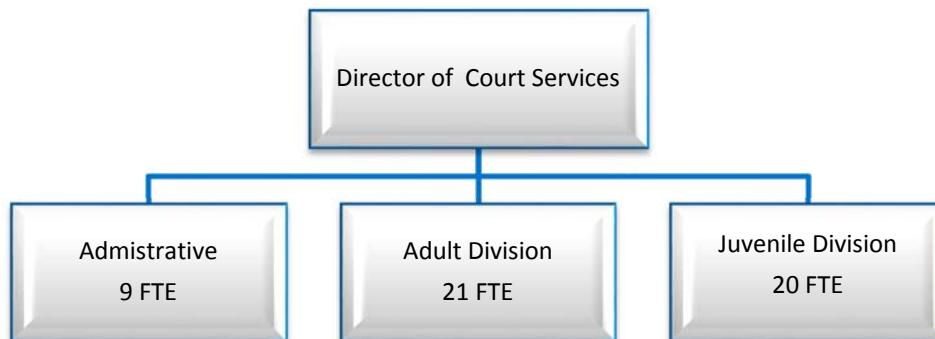 Director of Court Services
Admistrative
9 FTE
Adult Division
21 FTE
Juvenile Division
20 FTE